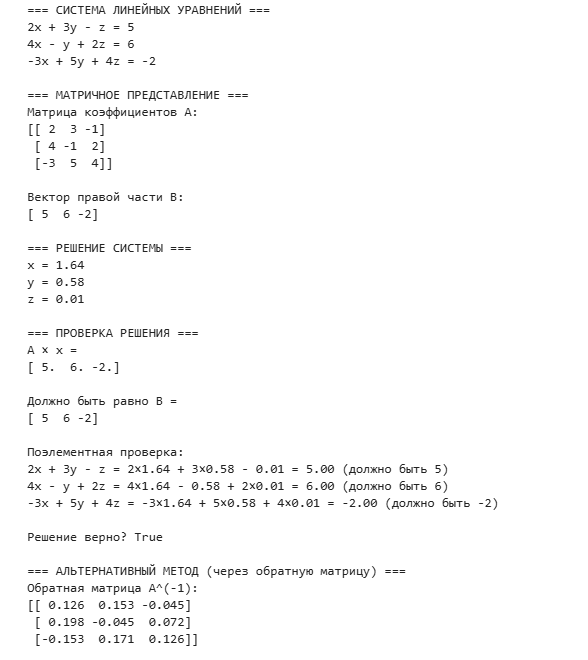 === СИСТЕМА ЛИНЕЙНЫХ УРАВНЕНИЙ ===
2x + 3y - z = 5
4x - y + 2z = 6
-3x + 5y + 4z = -2
=== МАТРИЧНОЕ ПРЕДСТАВЛЕНИЕ ===
Матрица коэффициентов A:
[[ 2  3 -1]
 [ 4 -1  2]
 [-3  5  4]]
Вектор правой части B:
[ 5  6 -2]
=== РЕШЕНИЕ СИСТЕМЫ ===
x = 1.64
y = 0.58
z = 0.01
=== ПРОВЕРКА РЕШЕНИЯ ===
A × x =
[ 5.  6. -2.]
Должно быть равно B =
[ 5  6 -2]
Поэлементная проверка:
2x + 3y - z = 2×1.64 + 3×0.58 - 0.01 = 5.00 (должно быть 5)
4x - y + 2z = 4×1.64 - 0.58 + 2×0.01 = 6.00 (должно быть 6)
-3x + 5y + 4z = -3×1.64 + 5×0.58 + 4×0.01 = -2.00 (должно быть -2)
Решение верно? True
=== АЛЬТЕРНАТИВНЫЙ МЕТОД (через обратную матрицу) ===
Обратная матрица A^(-1):
[[ 0.126  0.153 -0.045]
 [ 0.198 -0.045  0.072]
 [-0.153  0.171  0.126]]